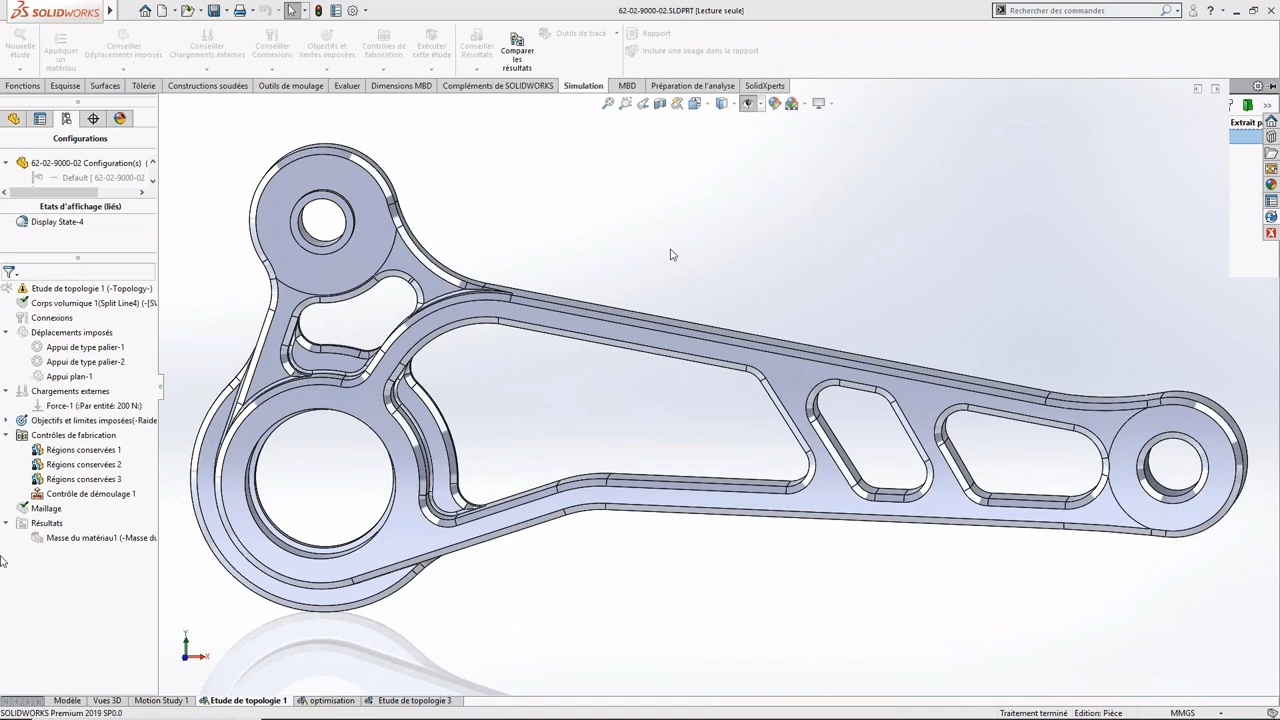 SOLIDWORKS
62-02-9000-02.SLDPRT [Lecture seule]
Rechercher des commandes
Nouvelle étude
Appliquer un matériau
Conseiller Déplacements imposés
Conseiller Chargements externes
Conseiller Connexions
Objectifs et limites imposées
Contrôles de fabrication
Exécuter cette étude
Conseiller Résultats
Comparer les résultats
Outils de tracé
Rapport
Inclure une image dans le rapport
Fonctions Esquisse Surfaces Tôlerie Constructions soudées Outils de moulage Evaluer Dimensions MBD Compléments de SOLIDWORKS Simulation MBD Préparation de l'analyse SolidXperts
Extrait p
Configurations
62-02-9000-02 Configuration(s) (
Default [ 62-02-9000-02
Etats d'affichage (liés)
Display State-4
Etude de topologie 1 (-Topology-)
Corps volumique 1(Split Line4) (-[SW
Connexions
Déplacements imposés
Appui de type palier-1
Appui de type palier-2
Appui plan-1
Chargements externes
Force-1 (:Par entité: 200 N:)
Objectifs et limites imposées(-Raide
Contrôles de fabrication
Régions conservées 1
Régions conservées 2
Régions conservées 3
Contrôle de démoulage 1
Maillage
Résultats
Masse du matériau1 (-Masse du
Y
X
Modèle Vues 3D Motion Study 1 Etude de topologie 1 optimisation Etude de topologie 3
SOLIDWORKS Premium 2019 SP0.0
Traitement terminé Edition: Pièce MMGS